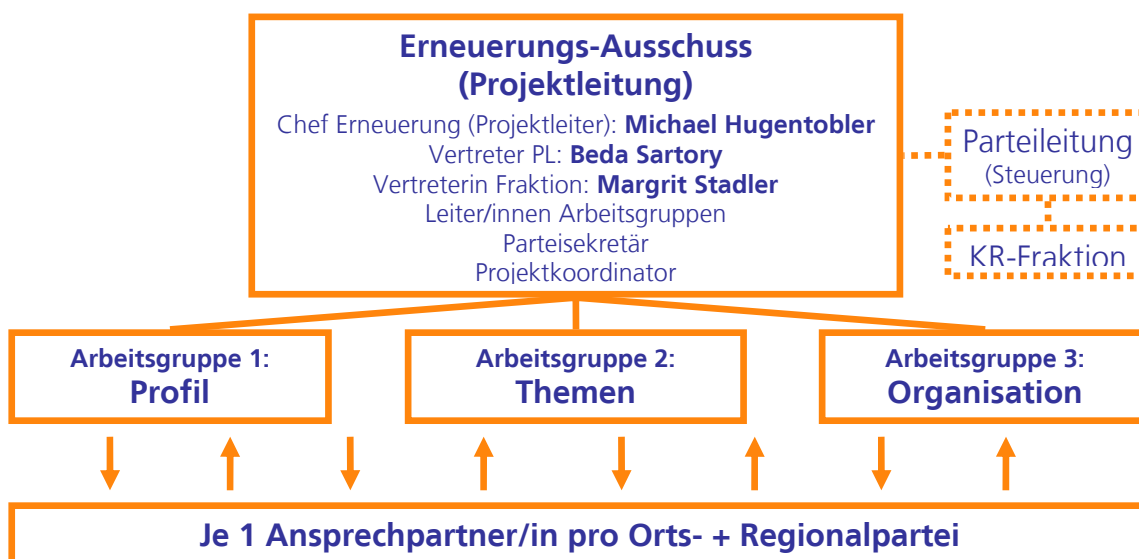 Erneuerungs-Ausschuss
(Projektleitung)
Chef Erneuerung (Projektleiter): Michael Hugentobler
Vertreter PL: Beda Sartory
Vertreterin Fraktion: Margrit Stadler
Leiter/innen Arbeitsgruppen
Parteisekretär
Projektkoordinator
Parteileitung
(Steuerung)
KR-Fraktion
Arbeitsgruppe 1:
Profil
Arbeitsgruppe 2:
Themen
Arbeitsgruppe 3:
Organisation
Je 1 Ansprechpartner/in pro Orts- + Regionalpartei